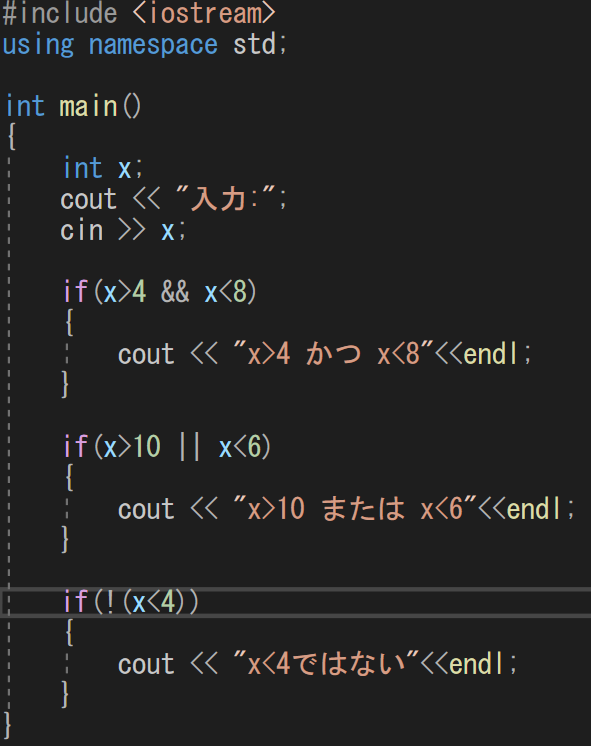 #include <iostream>
using namespace std;
int main()
{
int x;
cout << "入力:";
cin >> x;
if(x>4 && x<8)
{
cout << "x>4 かつ x<8"<<endl;
}
if(x>10 || x<6)
{
cout << "x>10 または x<6"<<endl;
}
if(!(x<4))
{
cout << "x<4ではない"<<endl;
}
}